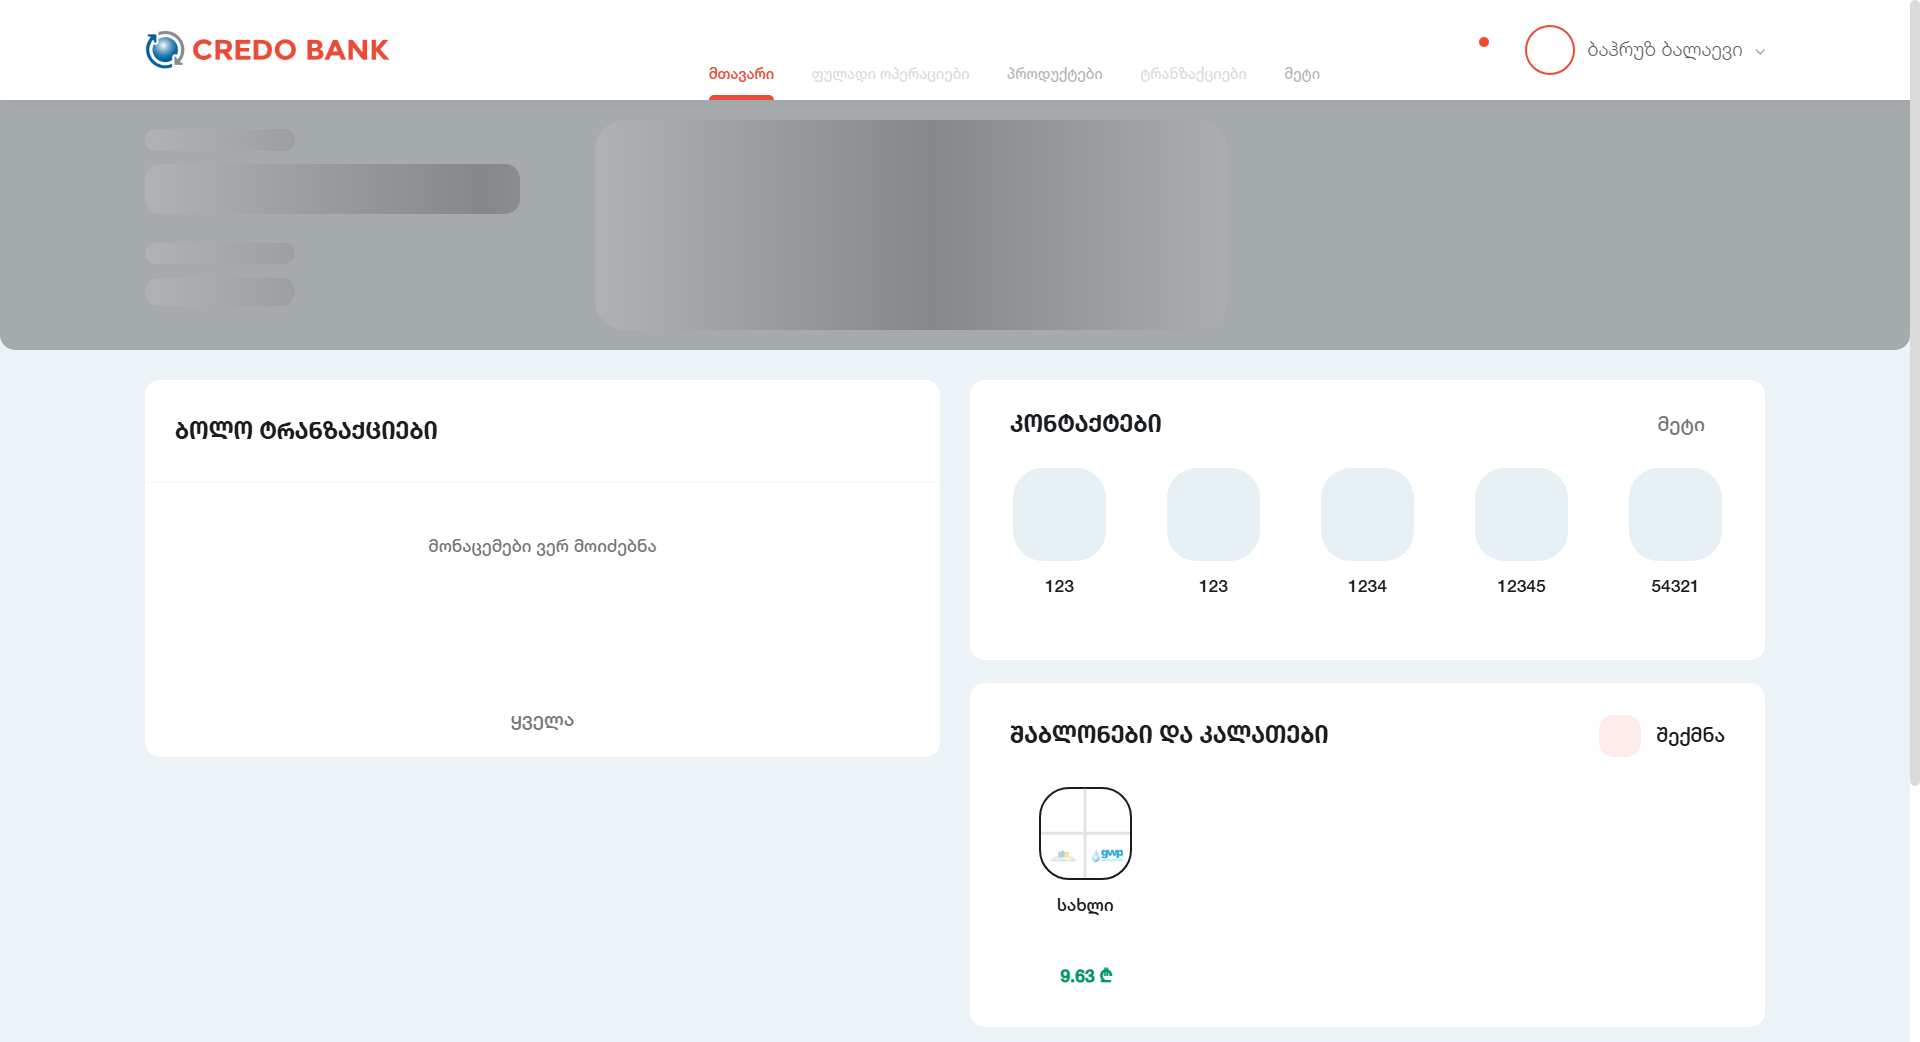 CREDO BANK
მთავარი
ფულადი ოპერაციები
პროდუქტები
ტრანზაქციები
მეტი
ბაჰრუზ ბალაევი
ბოლო ტრანზაქციები
მონაცემები ვერ მოიძებნა
ყველა
კონტაქტები
მეტი
123
123
1234
12345
54321
შაბლონები და კალათები
შექმნა
gwp
სახლი
9.63 ₾